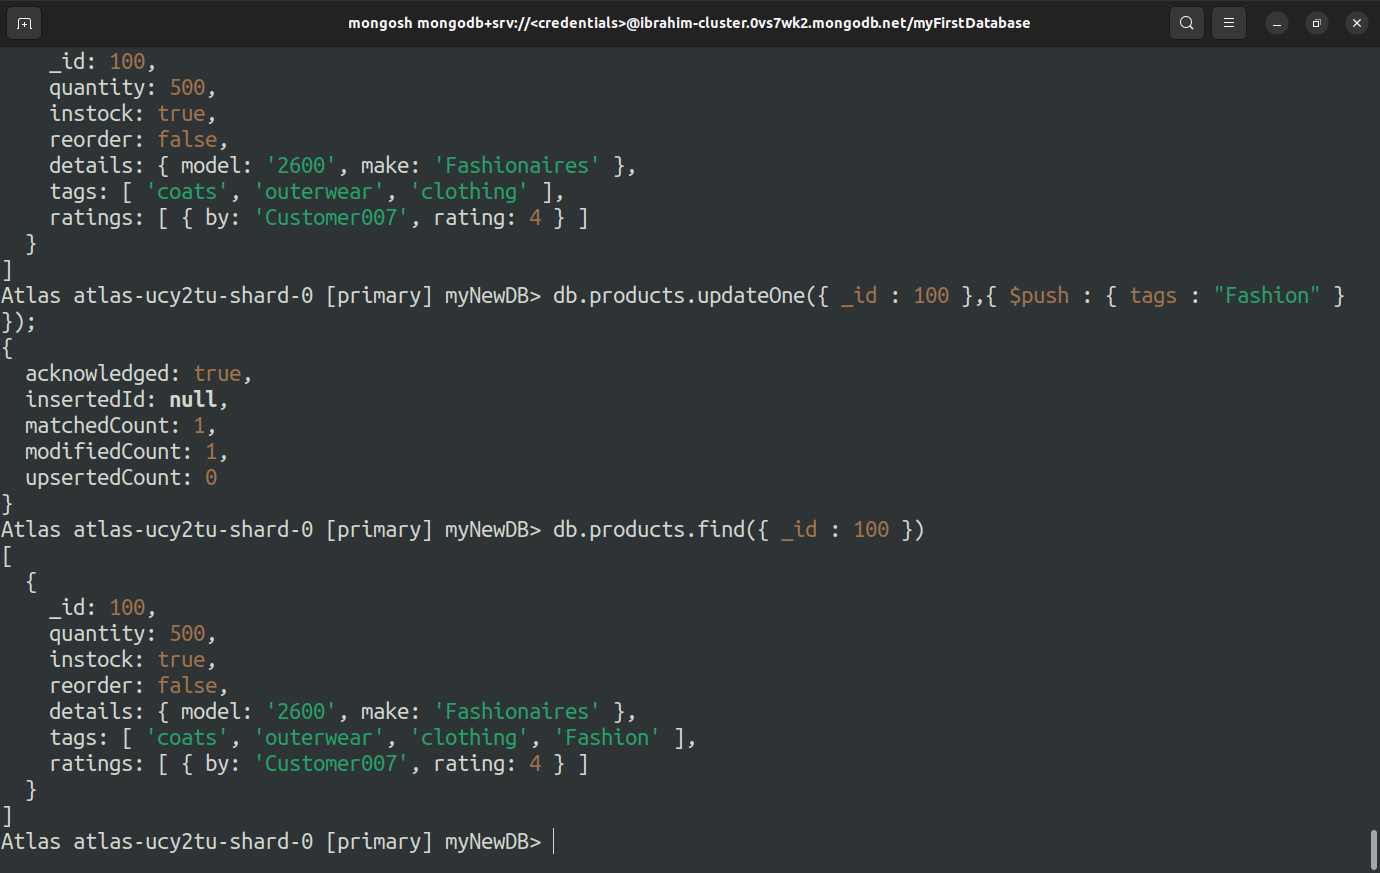 mongosh mongodb+srv://<credentials>@ibrahim-cluster.0vs7wk2.mongodb.net/myFirstDatabase
    _id: 100,
    quantity: 500,
    instock: true,
    reorder: false,
    details: { model: '2600', make: 'Fashionaires' },
    tags: [ 'coats', 'outerwear', 'clothing' ],
    ratings: [ { by: 'Customer007', rating: 4 } ]
  }
]
Atlas atlas-ucy2tu-shard-0 [primary] myNewDB> db.products.updateOne({ _id : 100 },{ $push : { tags : "Fashion" }
});
{
  acknowledged: true,
  insertedId: null,
  matchedCount: 1,
  modifiedCount: 1,
  upsertedCount: 0
}
Atlas atlas-ucy2tu-shard-0 [primary] myNewDB> db.products.find({ _id : 100 })
[
  {
    _id: 100,
    quantity: 500,
    instock: true,
    reorder: false,
    details: { model: '2600', make: 'Fashionaires' },
    tags: [ 'coats', 'outerwear', 'clothing', 'Fashion' ],
    ratings: [ { by: 'Customer007', rating: 4 } ]
  }
]
Atlas atlas-ucy2tu-shard-0 [primary] myNewDB>